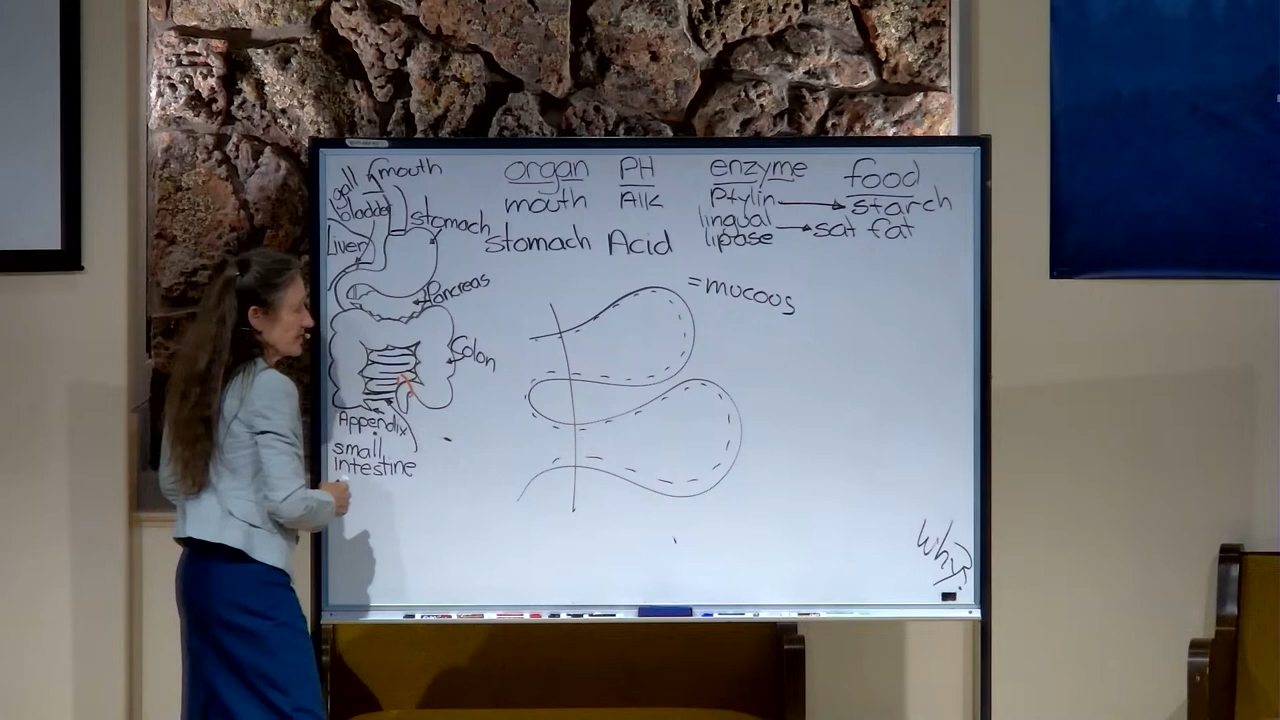 mouth
gall
bladder
stomach
Liver
Pancreas
Colon
Appendix
small
intestine
organ PH enzyme food
mouth Alk Ptylin starch
lingual
lipase sat fat
stomach Acid
= mucous
Why?